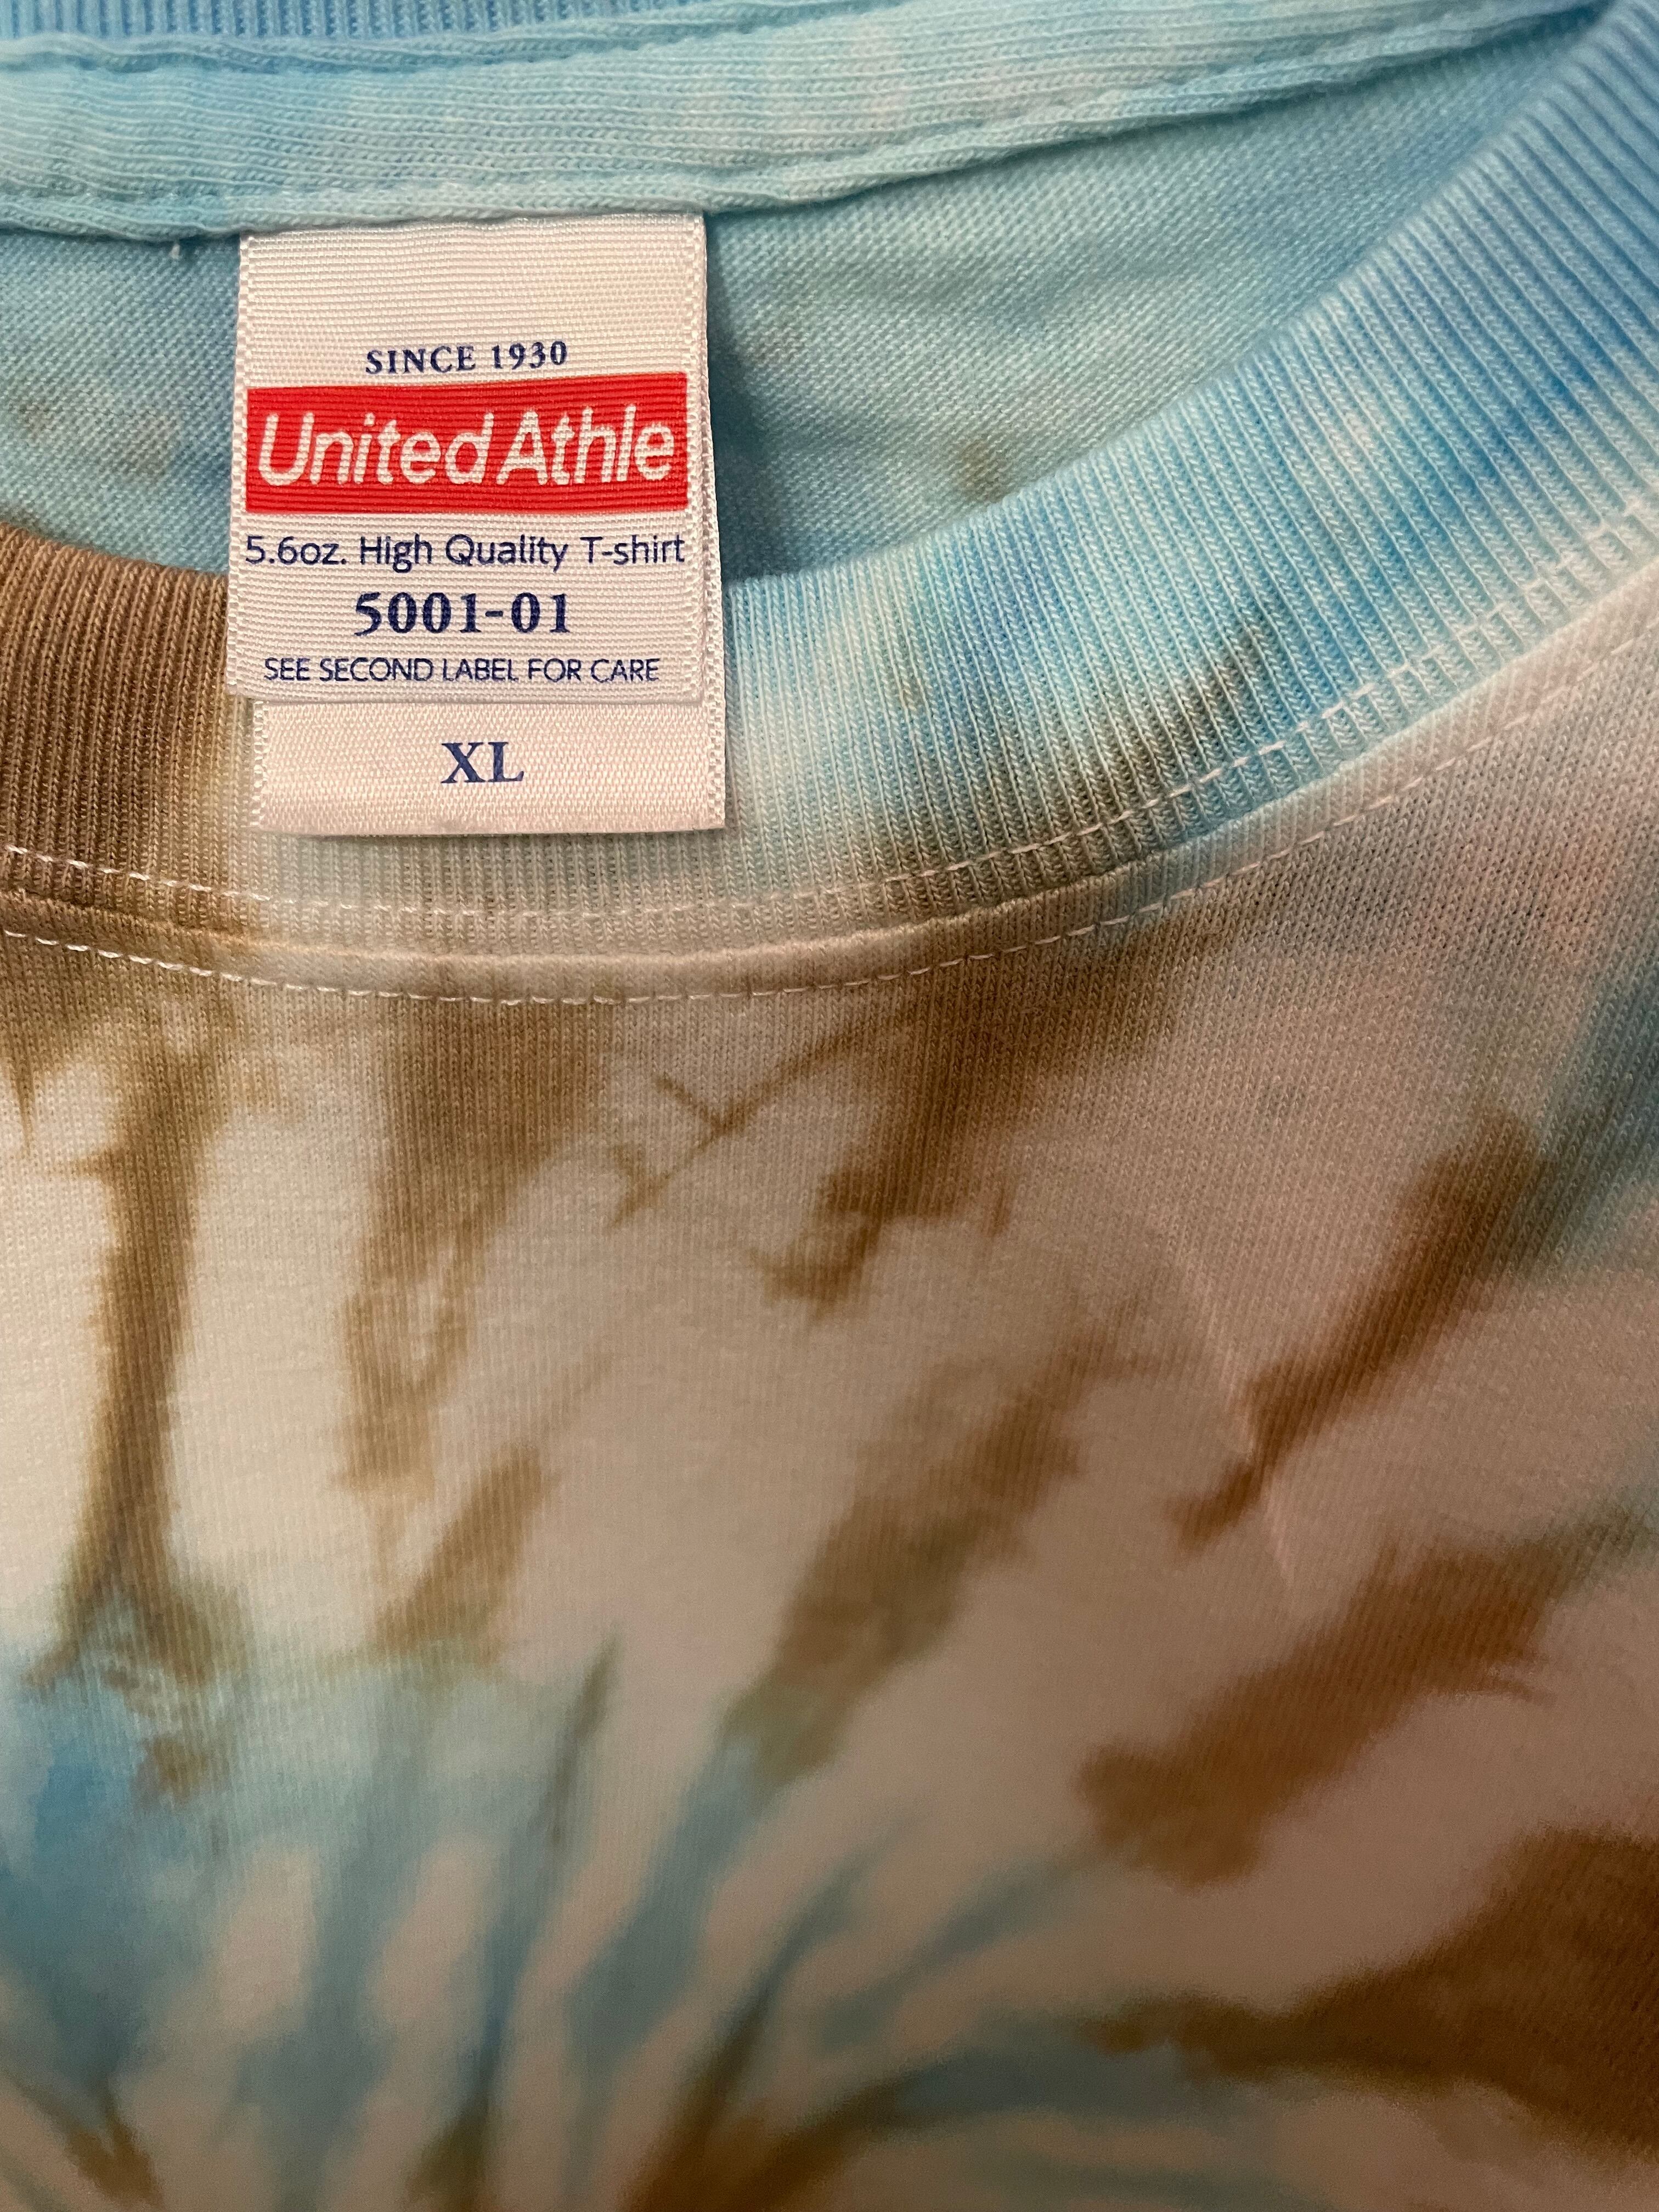 SINCE 1930
United Athle
5.6oz. High Quality T-shirt
5001-01
SEE SECOND LABEL FOR CARE
XL